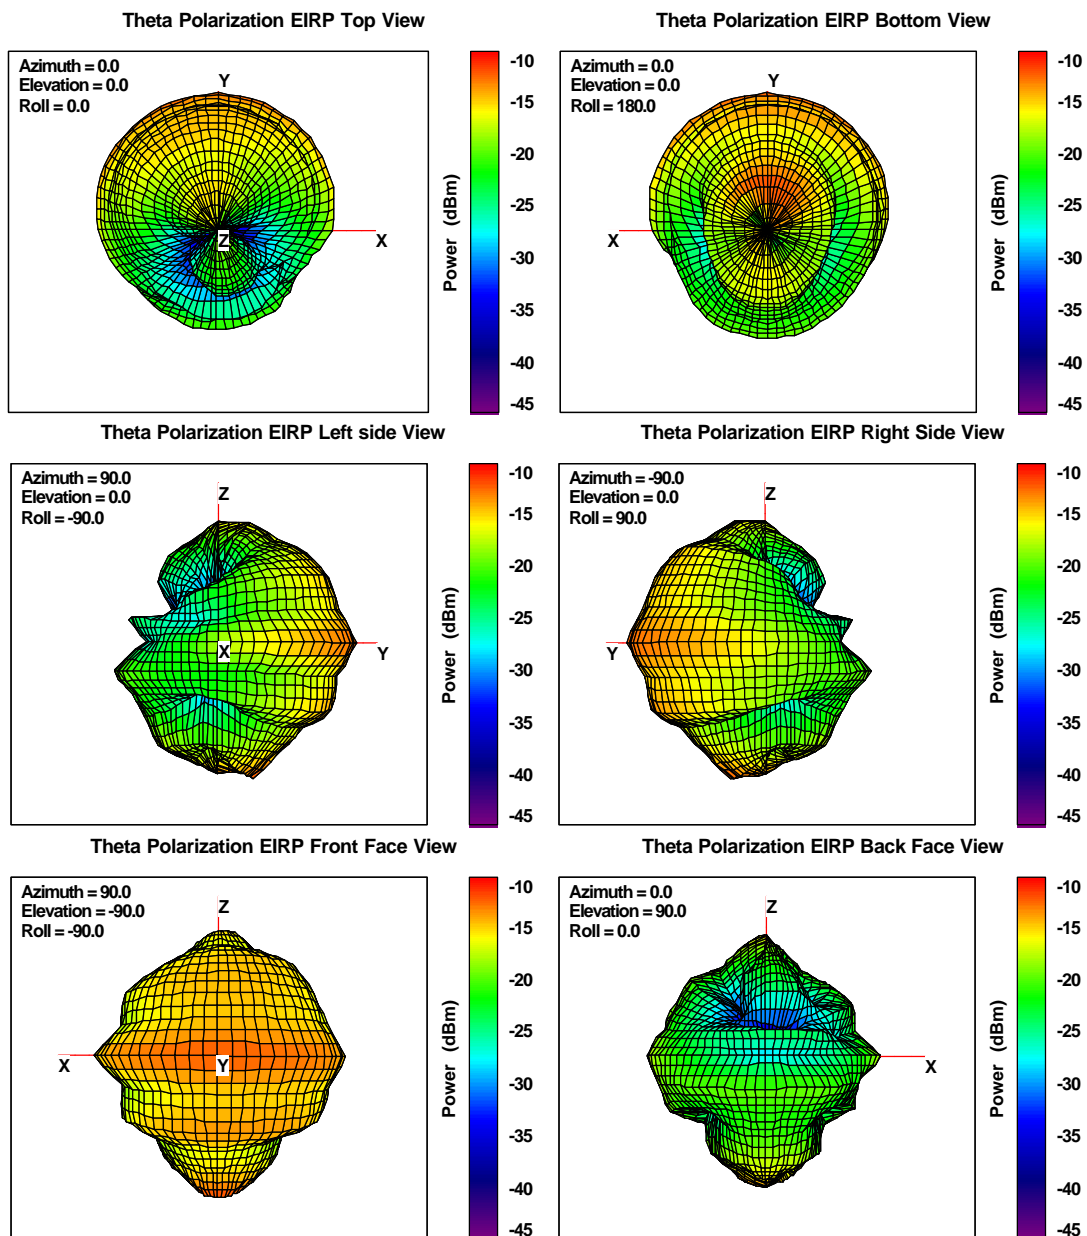 Theta Polarization EIRP Top View
Azimuth = 0.0
Elevation = 0.0
Roll = 0.0
Y
X
Z
Power (dBm)
-10
-15
-20
-25
-30
-35
-40
-45
Theta Polarization EIRP Bottom View
Azimuth = 0.0
Elevation = 0.0
Roll = 180.0
Y
X
Power (dBm)
-10
-15
-20
-25
-30
-35
-40
-45
Theta Polarization EIRP Left side View
Azimuth = 90.0
Elevation = 0.0
Roll = -90.0
Z
X
Y
Power (dBm)
-10
-15
-20
-25
-30
-35
-40
-45
Theta Polarization EIRP Right Side View
Azimuth = -90.0
Elevation = 0.0
Roll = 90.0
Z
Y
Power (dBm)
-10
-15
-20
-25
-30
-35
-40
-45
Theta Polarization EIRP Front Face View
Azimuth = 90.0
Elevation = -90.0
Roll = -90.0
Z
X
Y
Power (dBm)
-10
-15
-20
-25
-30
-35
-40
-45
Theta Polarization EIRP Back Face View
Azimuth = 0.0
Elevation = 90.0
Roll = 0.0
Z
X
Power (dBm)
-10
-15
-20
-25
-30
-35
-40
-45